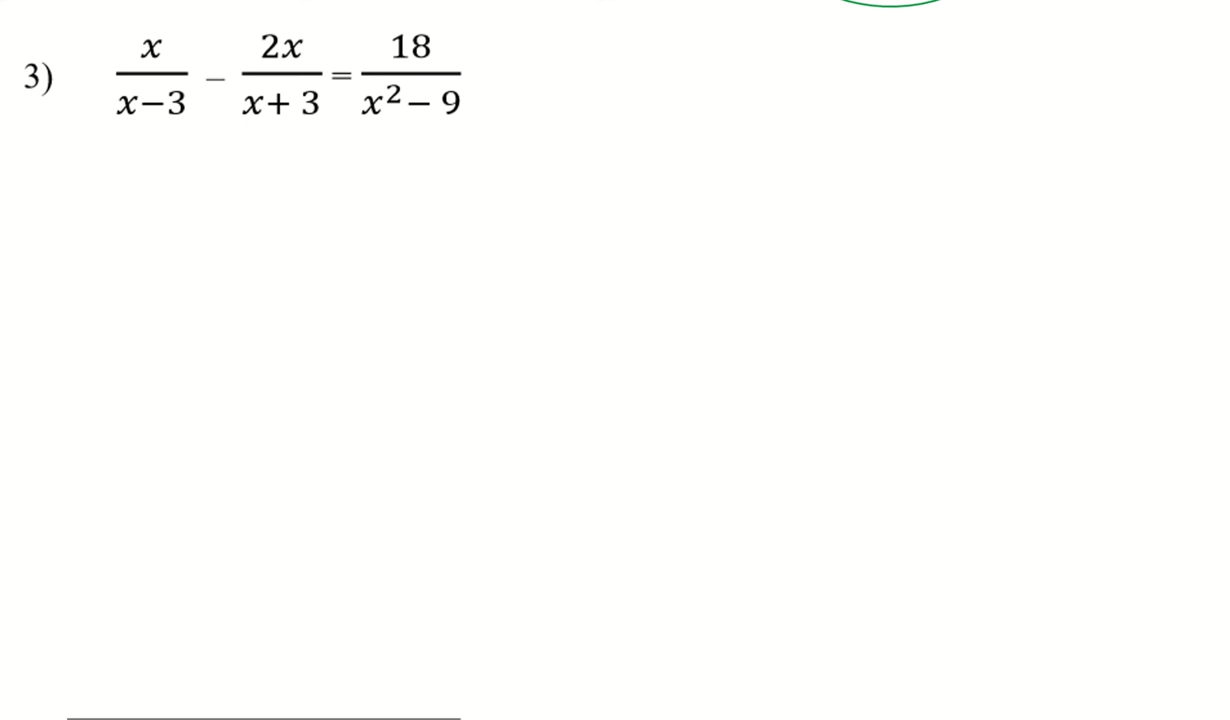 3) x/(x−3) − 2x/(x+ 3) = 18/(x²− 9)